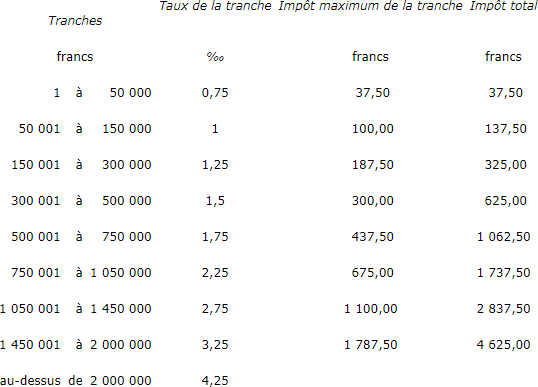 Tranches Taux de la tranche Impôt maximum de la tranche Impôt total
francs ‰ francs francs
1 à 50 000 0,75 37,50 37,50
50 001 à 150 000 1 100,00 137,50
150 001 à 300 000 1,25 187,50 325,00
300 001 à 500 000 1,5 300,00 625,00
500 001 à 750 000 1,75 437,50 1 062,50
750 001 à 1 050 000 2,25 675,00 1 737,50
1 050 001 à 1 450 000 2,75 1 100,00 2 837,50
1 450 001 à 2 000 000 3,25 1 787,50 4 625,00
au-dessus de 2 000 000 4,25